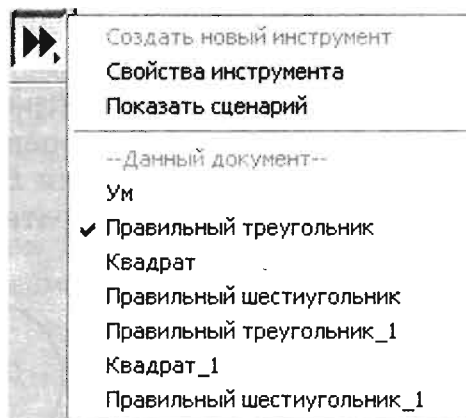 Создать новый инструмент
Свойства инструмента
Показать сценарий
--Данный документ--
Ум
Правильный треугольник
Квадрат
Правильный шестиугольник
Правильный треугольник_1
Квадрат_1
Правильный шестиугольник_1